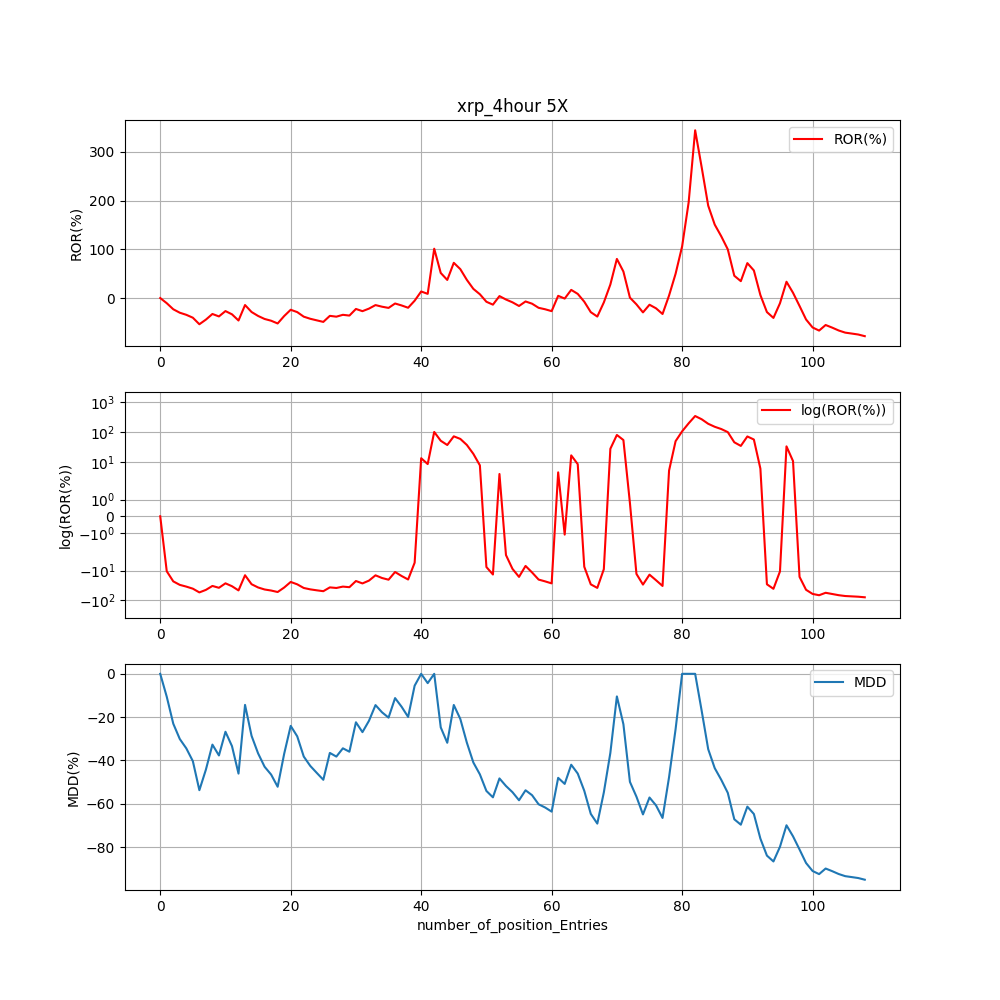 xrp_4hour 5X
ROR(%)
300
200
100
0
ROR(%)
0 20 40 60 80 100
log(ROR(%))
10³
10²
10¹
10⁰
0
−10⁰
−10¹
−10²
log(ROR(%))
0 20 40 60 80 100
MDD(%)
0
−20
−40
−60
−80
MDD
0 20 40 60 80 100
number_of_position_Entries